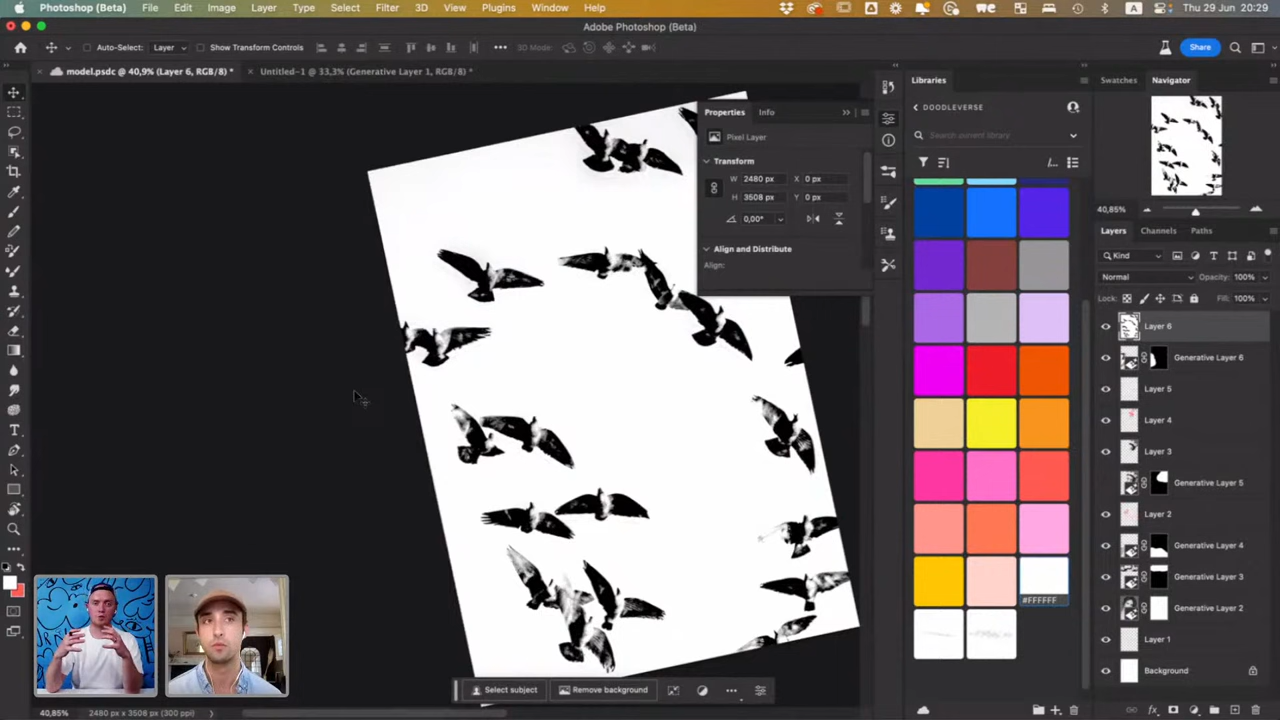 Photoshop (Beta) File Edit Image Layer Type Select Filter 3D View Plugins Window Help A Thu 29 Jun 20:29
Adobe Photoshop (Beta)
Auto-Select: Layer Show Transform Controls 3D Mode: Share
model.psdc @ 40,9% (Layer 6, RGB/8) * Untitled-1 @ 33,3% (Generative Layer 1, RGB/8) *
Libraries
Swatches Navigator
Properties Info
DOODLEVERSE
Pixel Layer
Search current library
Transform
W 2480 px X 0 px
H 3508 px Y 0 px
0,00°
Align and Distribute
Align:
40,85%
Layers Channels Paths
Kind
Normal Opacity: 100%
Lock: Fill: 100%
Layer 6
Generative Layer 6
Layer 5
Layer 4
Layer 3
Generative Layer 5
Layer 2
Generative Layer 4
Generative Layer 3
Generative Layer 2
Layer 1
Background
#FFFFFF
Select subject Remove background
40,85% 2480 px x 3508 px (300 ppi)